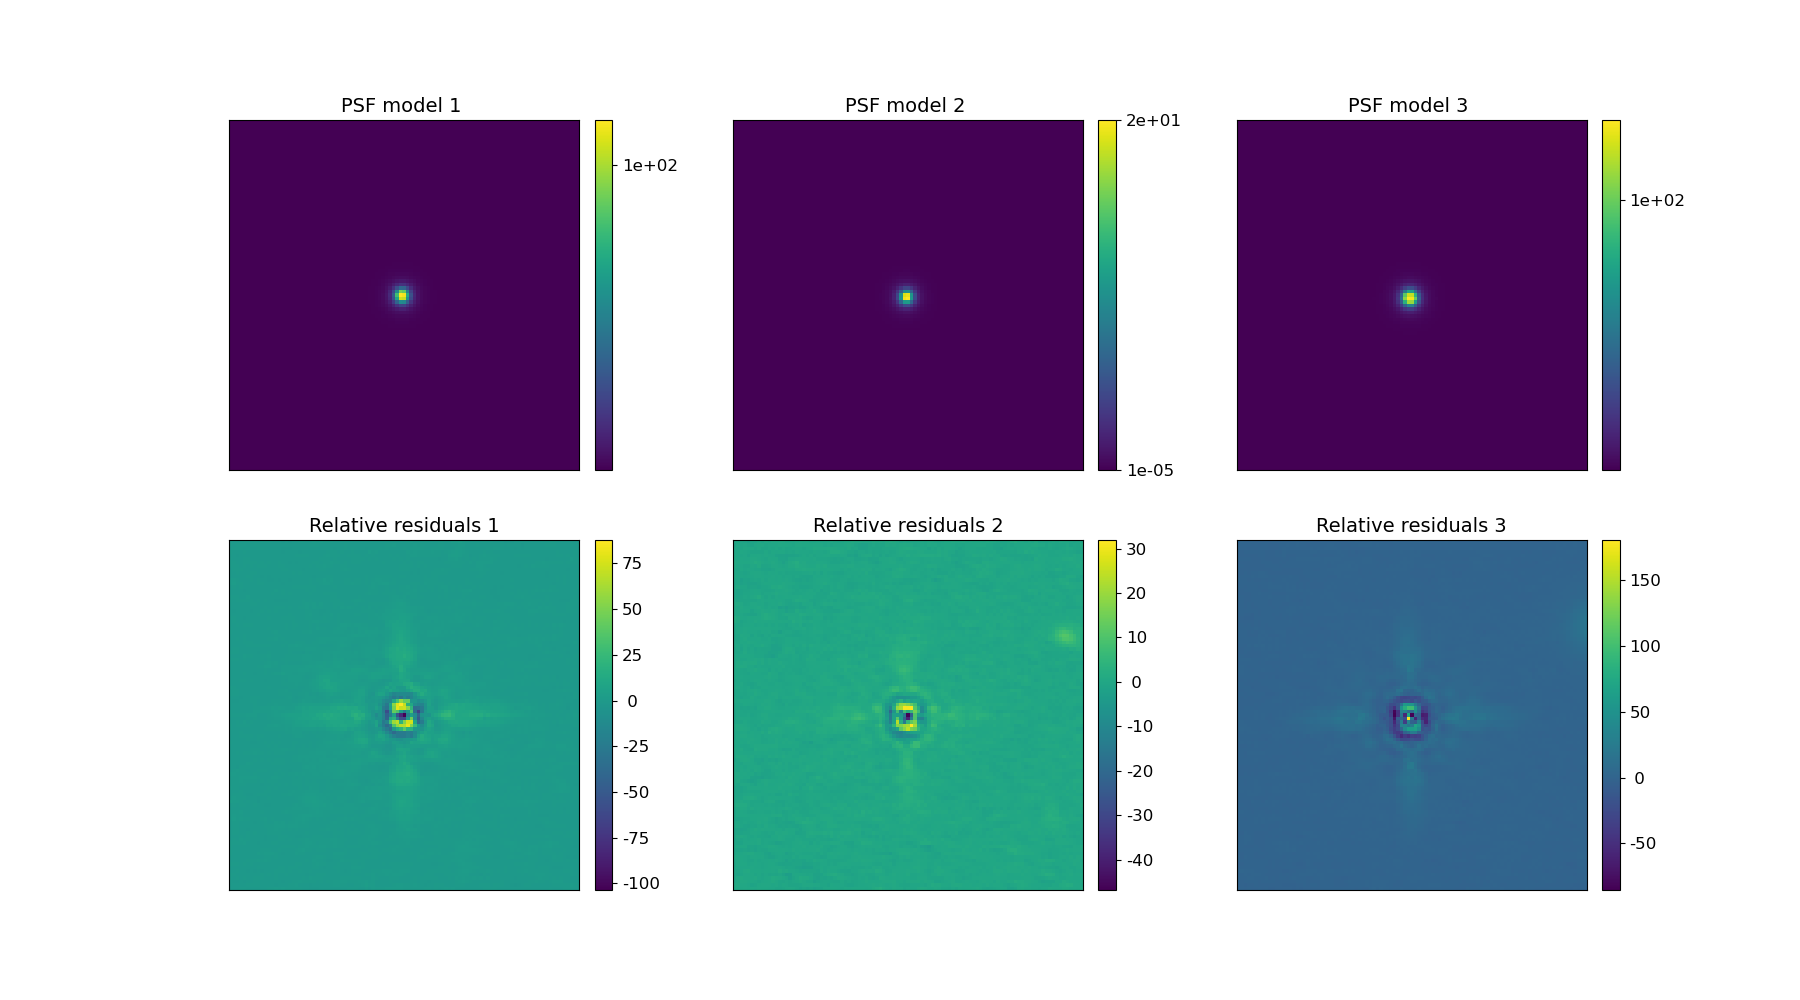 PSF model 1
PSF model 2
PSF model 3
1e+02
2e+01
1e-05
1e+02
Relative residuals 1
Relative residuals 2
Relative residuals 3
75
50
25
0
-25
-50
-75
-100
30
20
10
0
-10
-20
-30
-40
150
100
50
0
-50